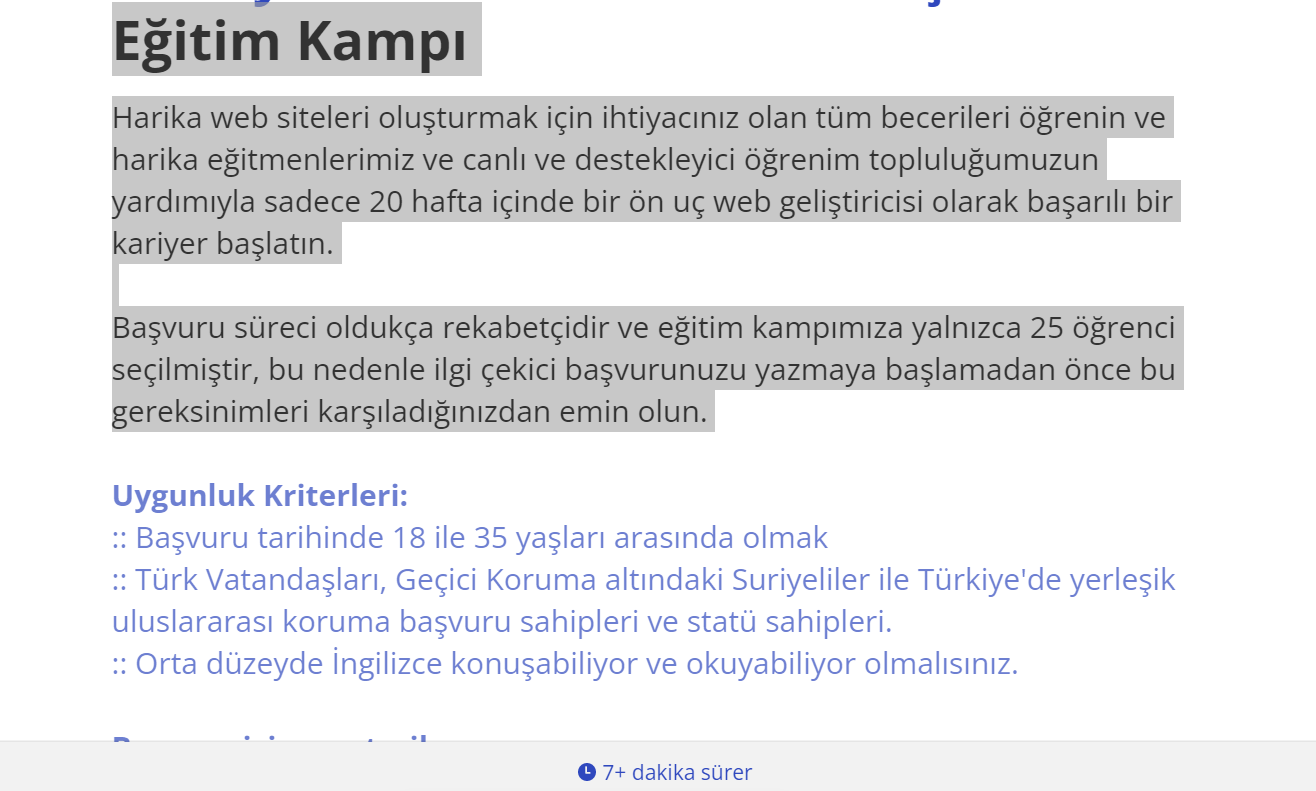 Eğitim Kampı
Harika web siteleri oluşturmak için ihtiyacınız olan tüm becerileri öğrenin ve
harika eğitmenlerimiz ve canlı ve destekleyici öğrenim topluluğumuzun
yardımıyla sadece 20 hafta içinde bir ön uç web geliştiricisi olarak başarılı bir
kariyer başlatın.
Başvuru süreci oldukça rekabetçidir ve eğitim kampımıza yalnızca 25 öğrenci
seçilmiştir, bu nedenle ilgi çekici başvurunuzu yazmaya başlamadan önce bu
gereksinimleri karşıladığınızdan emin olun.
Uygunluk Kriterleri:
:: Başvuru tarihinde 18 ile 35 yaşları arasında olmak
:: Türk Vatandaşları, Geçici Koruma altındaki Suriyeliler ile Türkiye'de yerleşik
uluslararası koruma başvuru sahipleri ve statü sahipleri.
:: Orta düzeyde İngilizce konuşabiliyor ve okuyabiliyor olmalısınız.
7+ dakika sürer